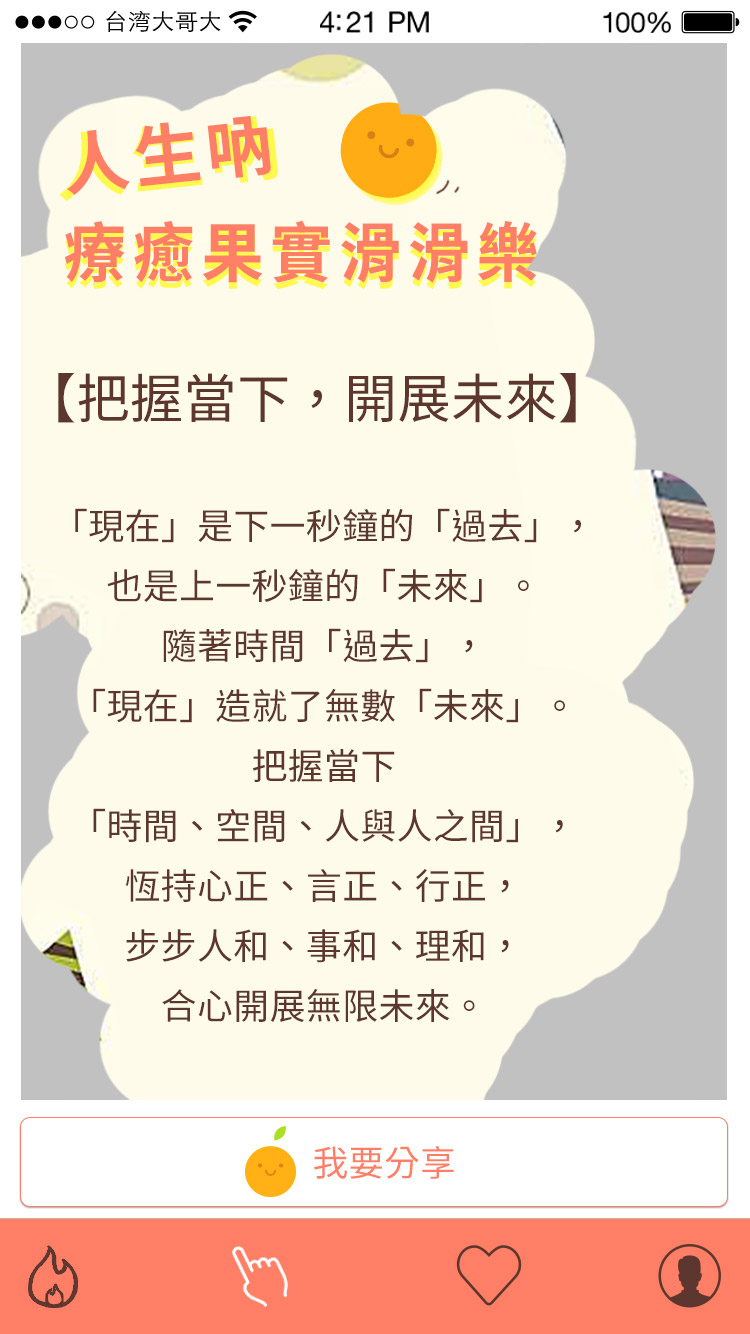 台湾大哥大 4:21 PM 100%
人生吶
療癒果實滑滑樂
【把握當下，開展未來】
「現在」是下一秒鐘的「過去」，
也是上一秒鐘的「未來」。
隨著時間「過去」，
「現在」造就了無數「未來」。
把握當下
「時間、空間、人與人之間」，
恆持心正、言正、行正，
步步人和、事和、理和，
合心開展無限未來。
我要分享